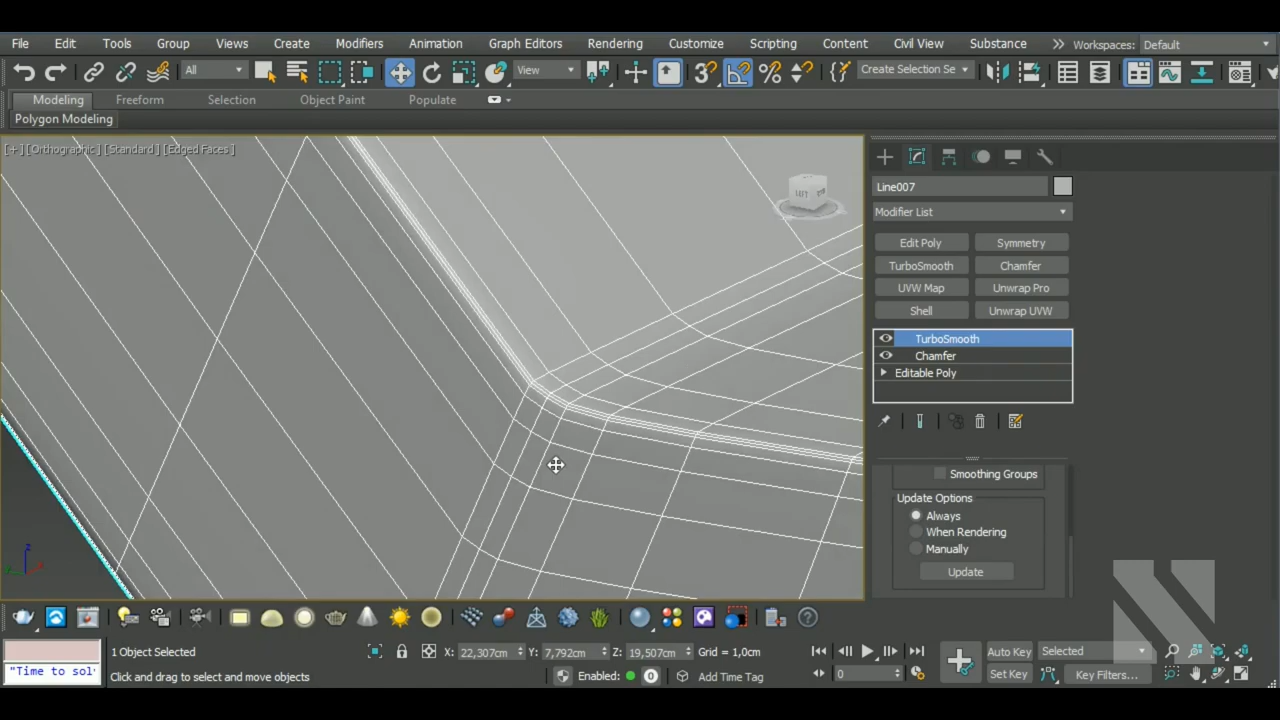 File Edit Tools Group Views Create Modifiers Animation Graph Editors Rendering Customize Scripting Content Civil View Substance Workspaces: Default
All View Create Selection Se
Modeling Freeform Selection Object Paint Populate
Polygon Modeling
[+] [Orthographic] [Standard] [Edged Faces]
LEFT
Line007
Modifier List
Edit Poly Symmetry
TurboSmooth Chamfer
UVW Map Unwrap Pro
Shell Unwrap UVW
TurboSmooth
Chamfer
Editable Poly
Smoothing Groups
Update Options
Always
When Rendering
Manually
Update
z
1 Object Selected X: 22,307cm Y: 7,792cm Z: 19,507cm Grid = 1,0cm Auto Key Selected
"Time to sol Click and drag to select and move objects Enabled: 0 Add Time Tag 0 Set Key Key Filters...